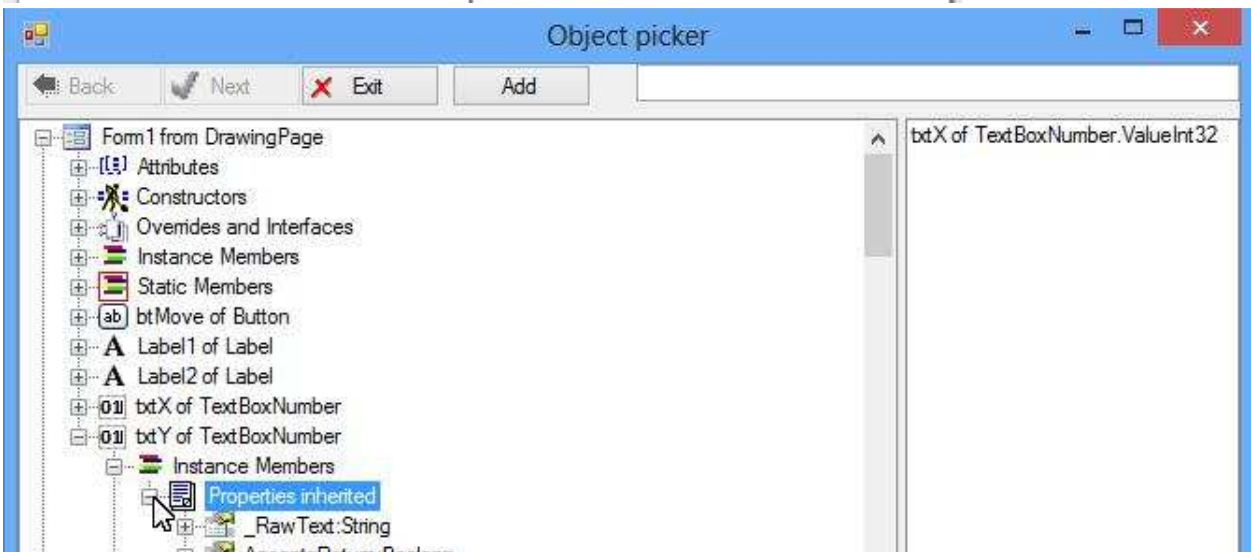 Object picker
Back Next Exit Add
Form1 from DrawingPage
Attributes
Constructors
Overrides and Interfaces
Instance Members
Static Members
btMove of Button
Label1 of Label
Label2 of Label
txtX of TextBoxNumber
txtY of TextBoxNumber
Instance Members
Properties inherited
_RawText:String
txtX of TextBoxNumber.ValueInt32